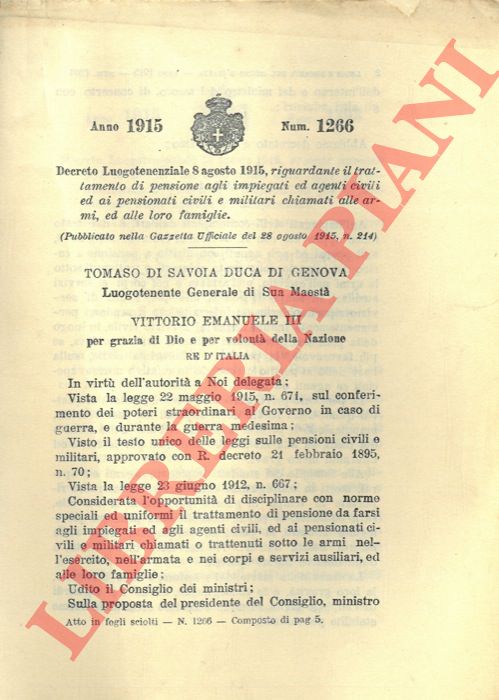 Anno 1915 Num. 1266
Decreto Luogotenenziale 8 agosto 1915, riguardante il trat-
tamento di pensione agli impiegati ed agenti civili
ed ai pensionati civili e militari chiamati alle ar-
mi, ed alle loro famiglie.
(Pubblicato nella Gazzetta Ufficiale del 28 agosto 1915, n. 214)
TOMASO DI SAVOIA DUCA DI GENOVA
Luogotenente Generale di Sua Maestà
VITTORIO EMANUELE III
per grazia di Dio e per volontà della Nazione
RE D'ITALIA
In virtù dell'autorità a Noi delegata;
Vista la legge 22 maggio 1915, n. 671, sul conferi-
mento dei poteri straordinari al Governo in caso di
guerra, e durante la guerra medesima;
Visto il testo unico delle leggi sulle pensioni civili e
militari, approvato con R. decreto 21 febbraio 1895,
n. 70;
Vista la legge 23 giugno 1912, n. 667;
Considerata l'opportunità di disciplinare con norme
speciali ed uniformi il trattamento di pensione da farsi
agli impiegati ed agli agenti civili, ed ai pensionati ci-
vili e militari chiamati o trattenuti sotto le armi nel-
l'esercito, nell'armata e nei corpi e servizi ausiliari, ed
alle loro famiglie;
Udito il Consiglio dei ministri;
Sulla proposta del presidente del Consiglio, ministro
Atto in fogli sciolti — N. 1266 — Composto di pag 5.
LIBRERIA PIANI